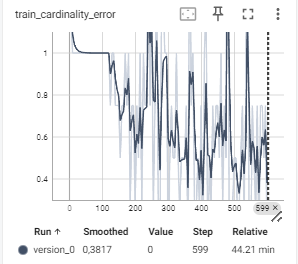 train_cardinality_error
1
0.8
0.6
0.4
0 100 200 300 400 500 599
Run ↑ Smoothed Value Step Relative
version_0 0,3817 0 599 44.21 min